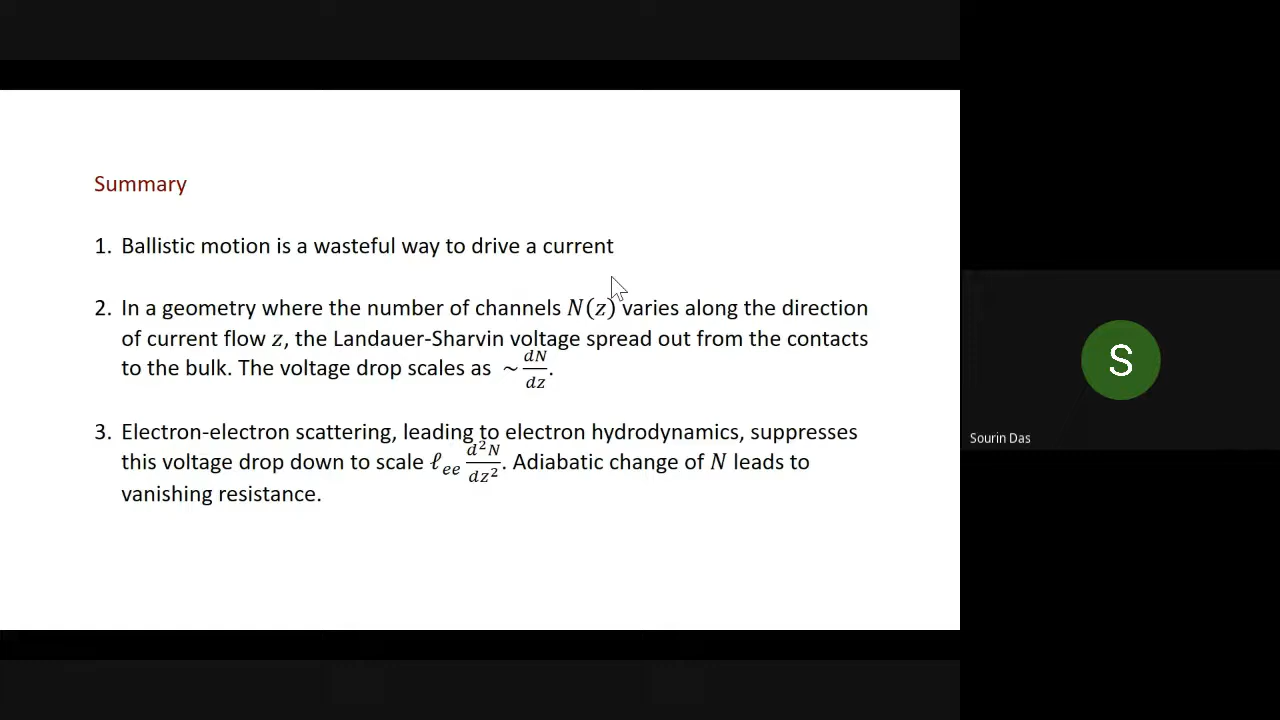 Summary
1. Ballistic motion is a wasteful way to drive a current
2. In a geometry where the number of channels N(z) varies along the direction
of current flow z, the Landauer-Sharvin voltage spread out from the contacts
to the bulk. The voltage drop scales as ~ dN/dz.
3. Electron-electron scattering, leading to electron hydrodynamics, suppresses
this voltage drop down to scale ℓ_ee d²N/dz². Adiabatic change of N leads to
vanishing resistance.
S
Sourin Das